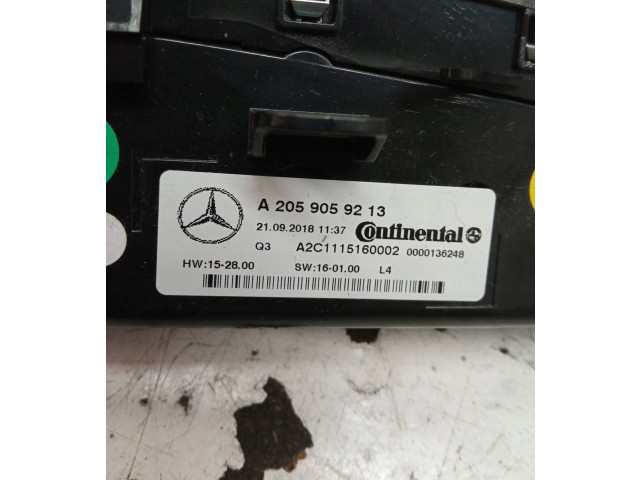 A 205 905 92 13
21.09.2018 11:37 Continental
Q3 A2C1115160002 0000136248
HW:15-28.00 SW:16-01.00 L4